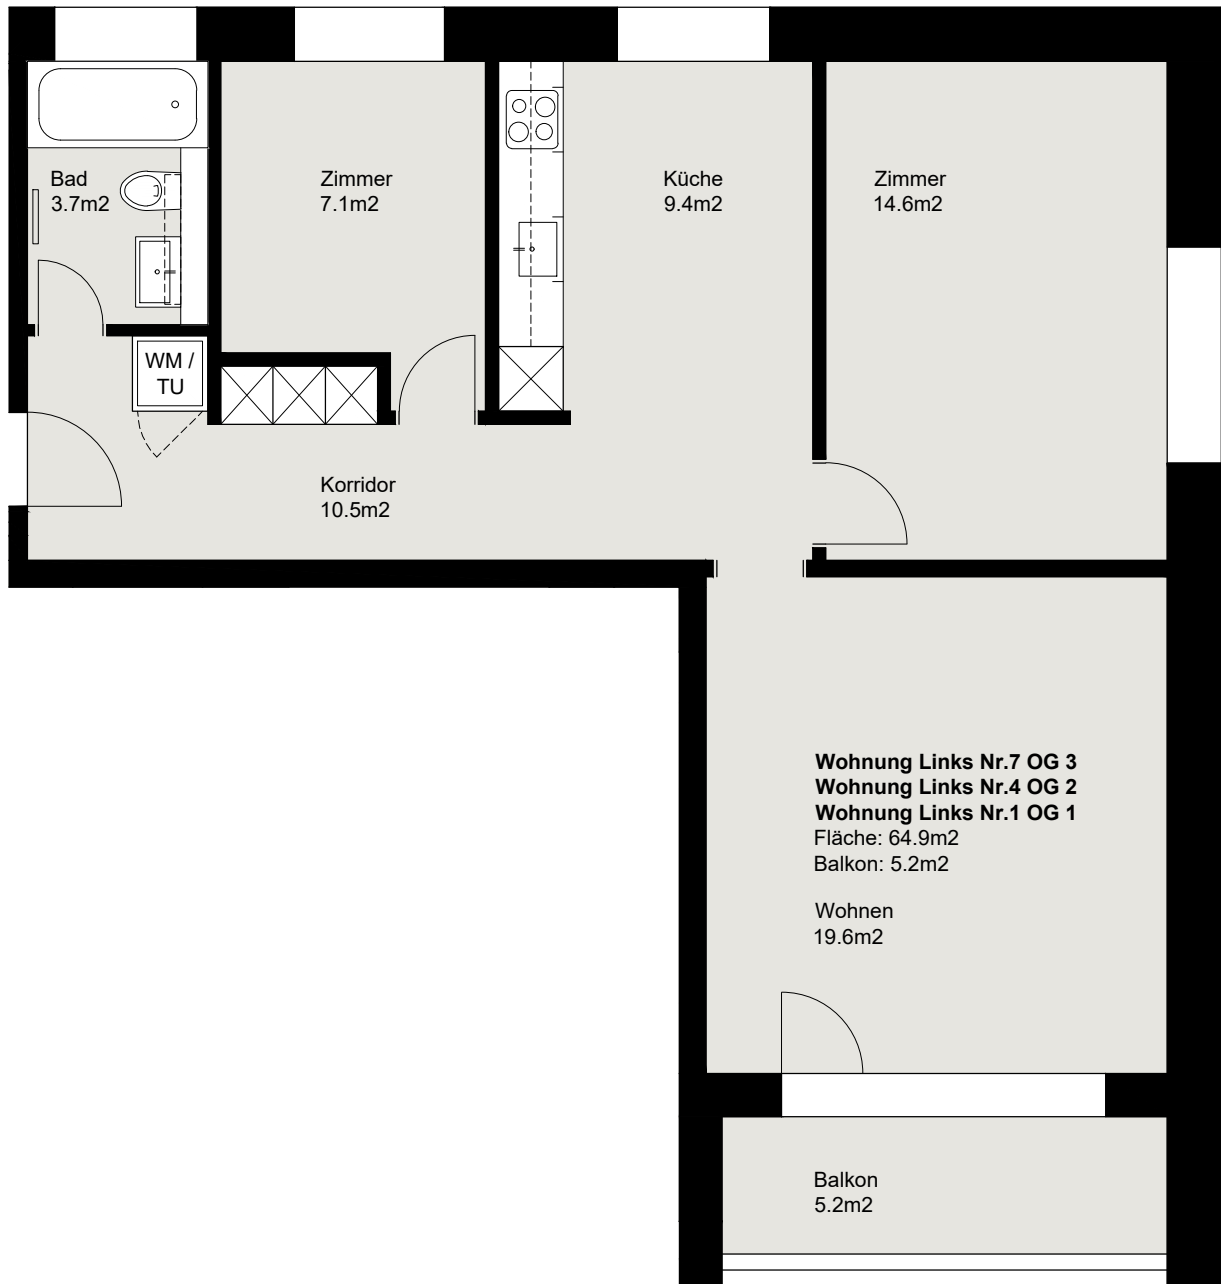 Bad
3.7m2
Zimmer
7.1m2
Küche
9.4m2
Zimmer
14.6m2
WM /
TU
Korridor
10.5m2
Wohnung Links Nr.7 OG 3
Wohnung Links Nr.4 OG 2
Wohnung Links Nr.1 OG 1
Fläche: 64.9m2
Balkon: 5.2m2
Wohnen
19.6m2
Balkon
5.2m2